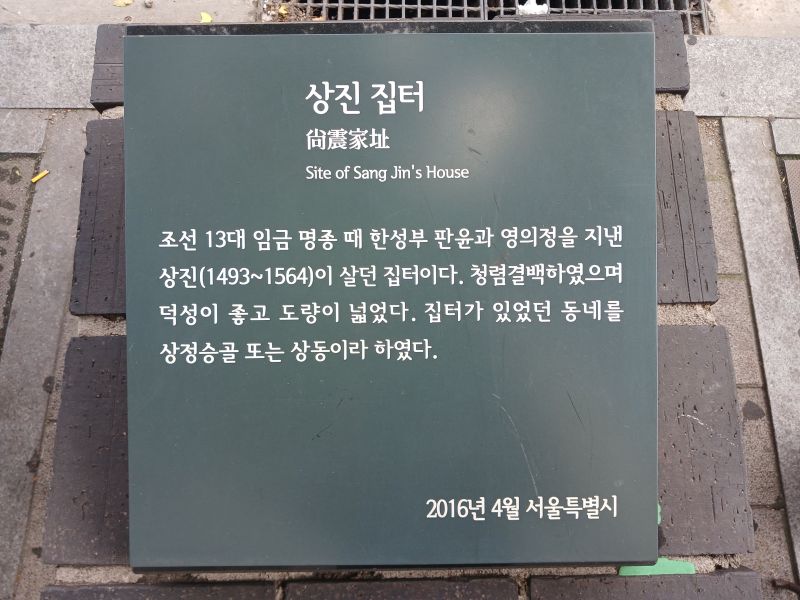 상진 집터
尙震家址
Site of Sang Jin's House
조선 13대 임금 명종 때 한성부 판윤과 영의정을 지낸
상진(1493~1564)이 살던 집터이다. 청렴결백하였으며
덕성이 좋고 도량이 넓었다. 집터가 있었던 동네를
상정승골 또는 상동이라 하였다.
2016년 4월 서울특별시